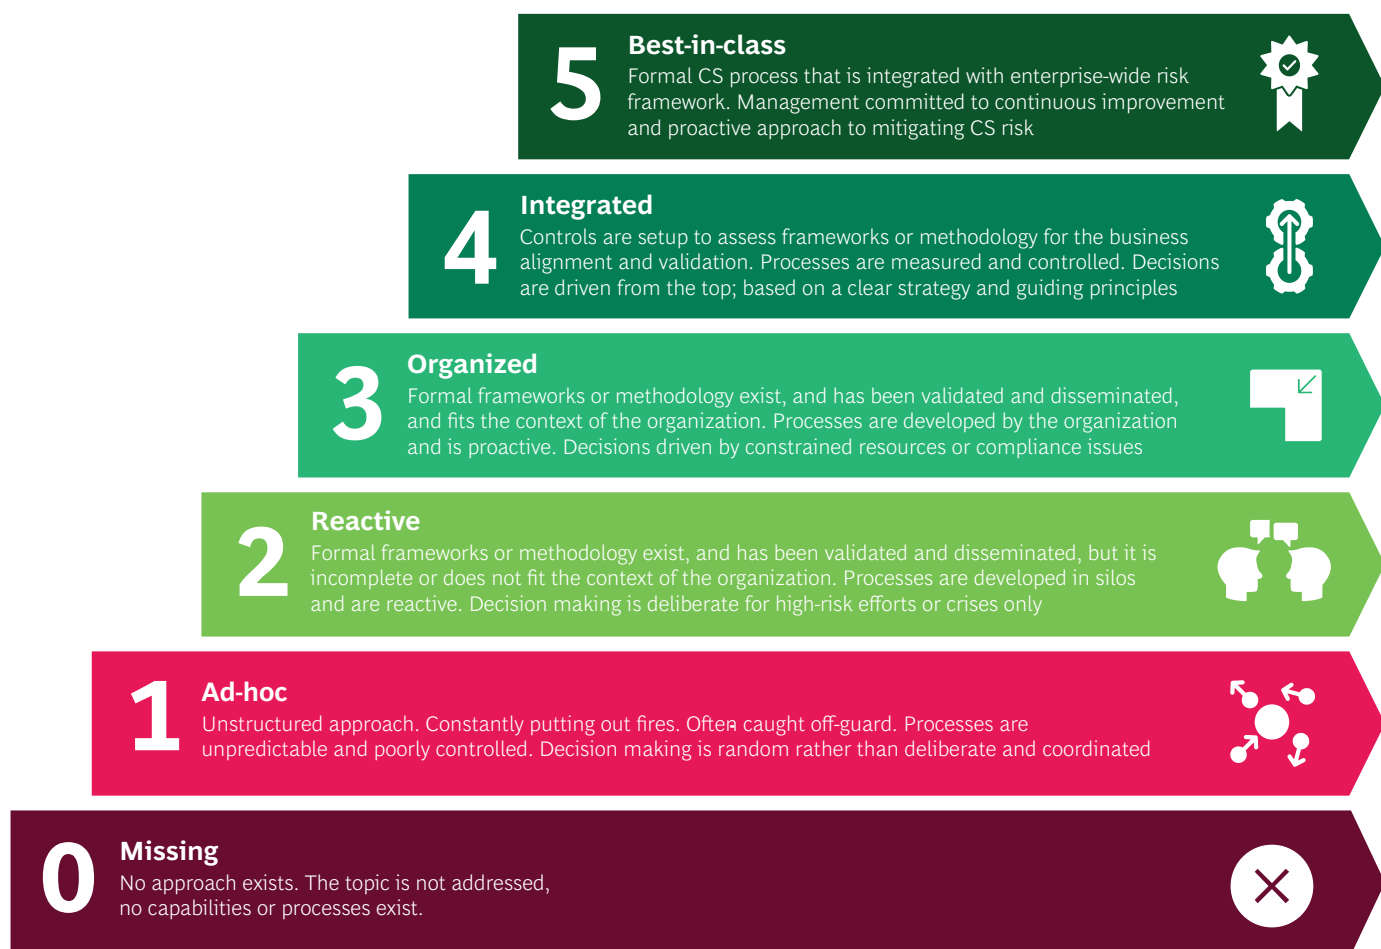 5
Best-in-class
Formal CS process that is integrated with enterprise-wide risk
framework. Management committed to continuous improvement
and proactive approach to mitigating CS risk
4
Integrated
Controls are setup to assess frameworks or methodology for the business
alignment and validation. Processes are measured and controlled. Decisions
are driven from the top; based on a clear strategy and guiding principles
3
Organized
Formal frameworks or methodology exist, and has been validated and disseminated,
and fits the context of the organization. Processes are developed by the organization
and is proactive. Decisions driven by constrained resources or compliance issues
2
Reactive
Formal frameworks or methodology exist, and has been validated and disseminated, but it is
incomplete or does not fit the context of the organization. Processes are developed in silos
and are reactive. Decision making is deliberate for high-risk efforts or crises only
1
Ad-hoc
Unstructured approach. Constantly putting out fires. Often caught off-guard. Processes are
unpredictable and poorly controlled. Decision making is random rather than deliberate and coordinated
0
Missing
No approach exists. The topic is not addressed,
no capabilities or processes exist.